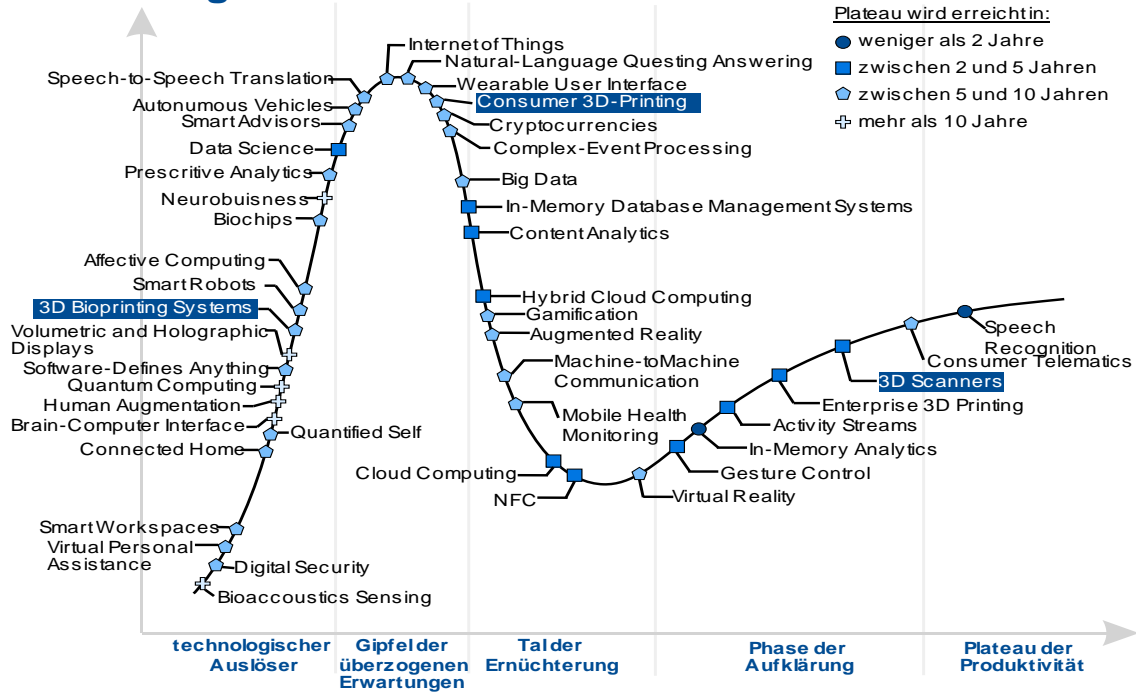 Plateau wird erreicht in:
weniger als 2 Jahre
zwischen 2 und 5 Jahren
zwischen 5 und 10 Jahren
mehr als 10 Jahre
Internet of Things
Natural-Language Questing Answering
Speech-to-Speech Translation
Wearable User Interface
Consumer 3D-Printing
Autonumous Vehicles
Smart Advisors
Cryptocurrencies
Complex-Event Processing
Data Science
Prescritive Analytics
Big Data
Neurobuisness
In-Memory Database Management Systems
Biochips
Content Analytics
Affective Computing
Smart Robots
Hybrid Cloud Computing
3D Bioprinting Systems
Gamification
Volumetric and Holographic
Displays
Augmented Reality
Speech
Recognition
Software-Defines Anything
Machine-to Machine
Communication
Consumer Telematics
Quantum Computing
3D Scanners
Human Augmentation
Enterprise 3D Printing
Brain-Computer Interface
Mobile Health
Monitoring
Activity Streams
Quantified Self
Connected Home
In-Memory Analytics
Cloud Computing
Gesture Control
NFC
Virtual Reality
Smart Workspaces
Virtual Personal
Assistance
Digital Security
Bioaccoustics Sensing
technologischer
Auslöser
Gipfel der
überzogenen
Erwartungen
Tal der
Ernüchterung
Phase der
Aufklärung
Plateau der
Produktivität